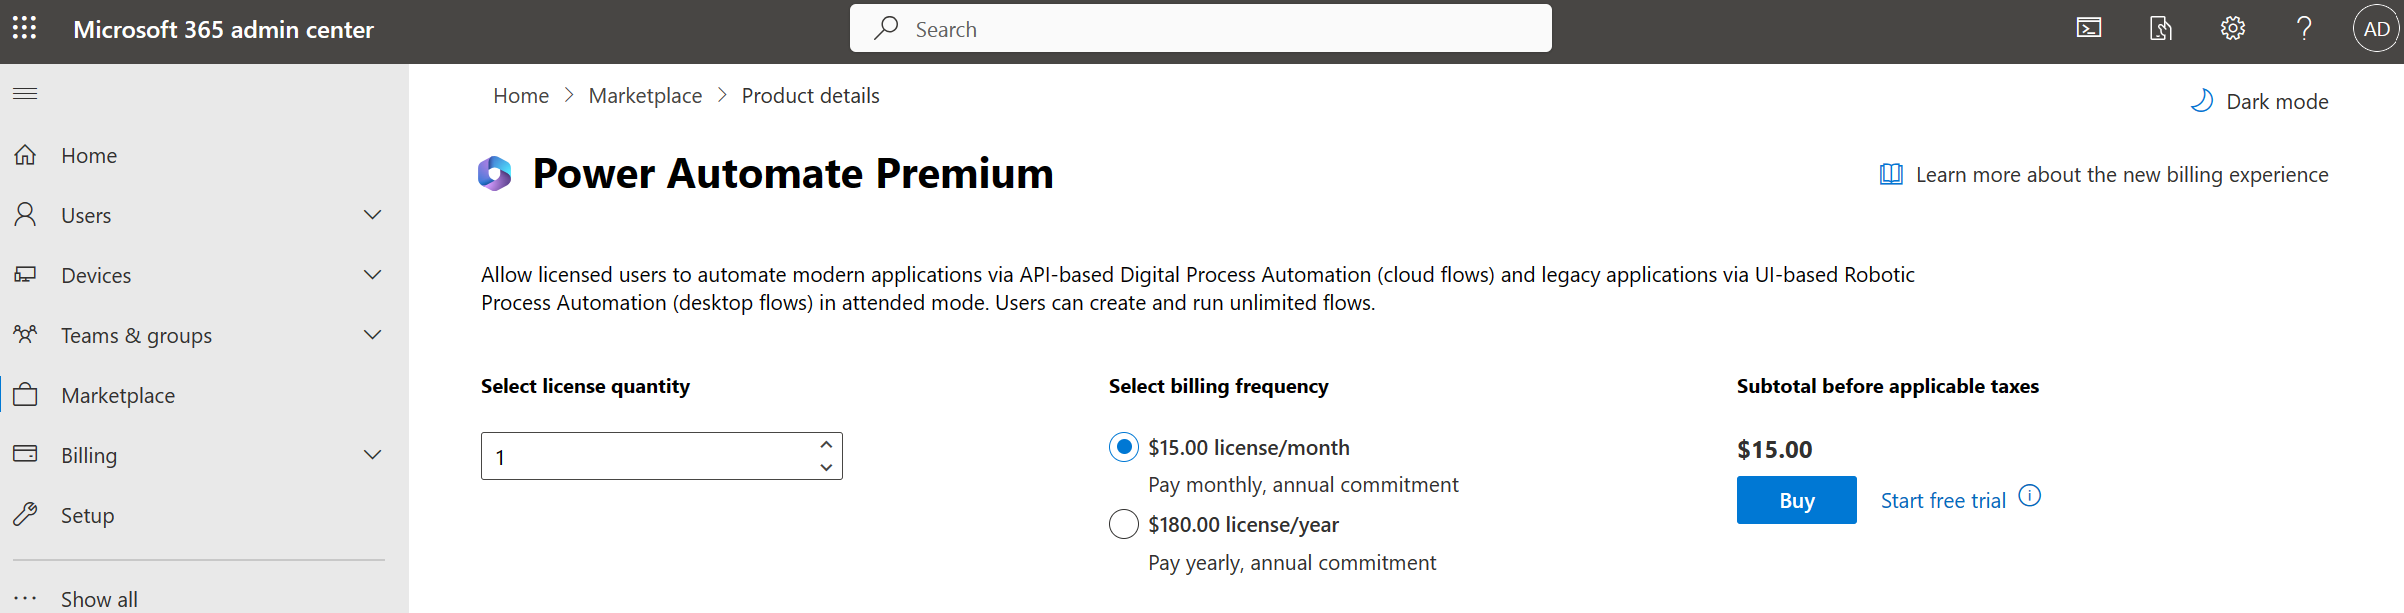 Microsoft 365 admin center
Search
AD
Home
Users
Devices
Teams & groups
Marketplace
Billing
Setup
Show all
Home > Marketplace > Product details
Dark mode
Power Automate Premium
Learn more about the new billing experience
Allow licensed users to automate modern applications via API-based Digital Process Automation (cloud flows) and legacy applications via UI-based Robotic
Process Automation (desktop flows) in attended mode. Users can create and run unlimited flows.
Select license quantity
1
Select billing frequency
$15.00 license/month
Pay monthly, annual commitment
$180.00 license/year
Pay yearly, annual commitment
Subtotal before applicable taxes
$15.00
Buy
Start free trial